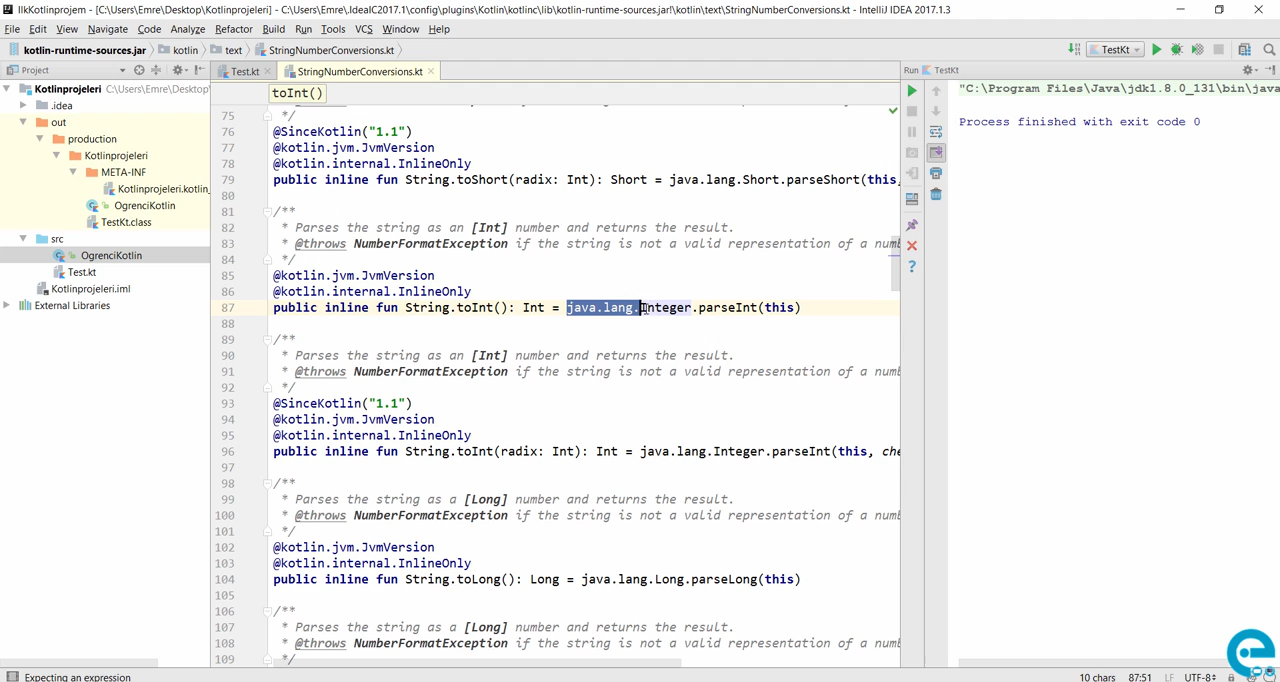 IlkKotlinprojem - [C:\Users\Emre\Desktop\Kotlinprojeleri] - [C:\Users\Emre\.IdeaIC2017.1\config\plugins\Kotlin\kotlinc\lib\kotlin-runtime-sources.jar!\kotlin\text\StringNumberConversions.kt - IntelliJ IDEA 2017.1.3
File Edit View Navigate Code Analyze Refactor Build Run Tools VCS Window Help
kotlin-runtime-sources.jar kotlin text StringNumberConversions.kt TestKt
Project Test.kt StringNumberConversions.kt Run TestKt
Kotlinprojeleri C:\Users\Emre\Desktop
.idea
out
production
Kotlinprojeleri
META-INF
Kotlinprojeleri.kotlin_
OgrenciKotlin
TestKt.class
src
OgrenciKotlin
Test.kt
Kotlinprojeleri.iml
External Libraries
toInt()
75 */
76 @SinceKotlin("1.1")
77 @kotlin.jvm.JvmVersion
78 @kotlin.internal.InlineOnly
79 public inline fun String.toShort(radix: Int): Short = java.lang.Short.parseShort(this,
80
81 /**
82 * Parses the string as an [Int] number and returns the result.
83 * @throws NumberFormatException if the string is not a valid representation of a num
84 */
85 @kotlin.jvm.JvmVersion
86 @kotlin.internal.InlineOnly
87 public inline fun String.toInt(): Int = java.lang.Integer.parseInt(this)
88
89 /**
90 * Parses the string as an [Int] number and returns the result.
91 * @throws NumberFormatException if the string is not a valid representation of a num
92 */
93 @SinceKotlin("1.1")
94 @kotlin.jvm.JvmVersion
95 @kotlin.internal.InlineOnly
96 public inline fun String.toInt(radix: Int): Int = java.lang.Integer.parseInt(this, che
97
98 /**
99 * Parses the string as a [Long] number and returns the result.
100 * @throws NumberFormatException if the string is not a valid representation of a num
101 */
102 @kotlin.jvm.JvmVersion
103 @kotlin.internal.InlineOnly
104 public inline fun String.toLong(): Long = java.lang.Long.parseLong(this)
105
106 /**
107 * Parses the string as a [Long] number and returns the result.
108 * @throws NumberFormatException if the string is not a valid representation of a num
109 */
"C:\Program Files\Java\jdk1.8.0_131\bin\java
Process finished with exit code 0
Expecting an expression 10 chars 87:51 LF UTF-8